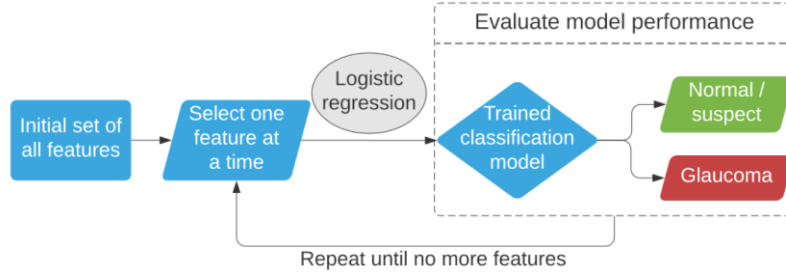 Evaluate model performance
Initial set of
all features
Select one
feature at
a time
Logistic
regression
Trained
classification
model
Normal /
suspect
Glaucoma
Repeat until no more features